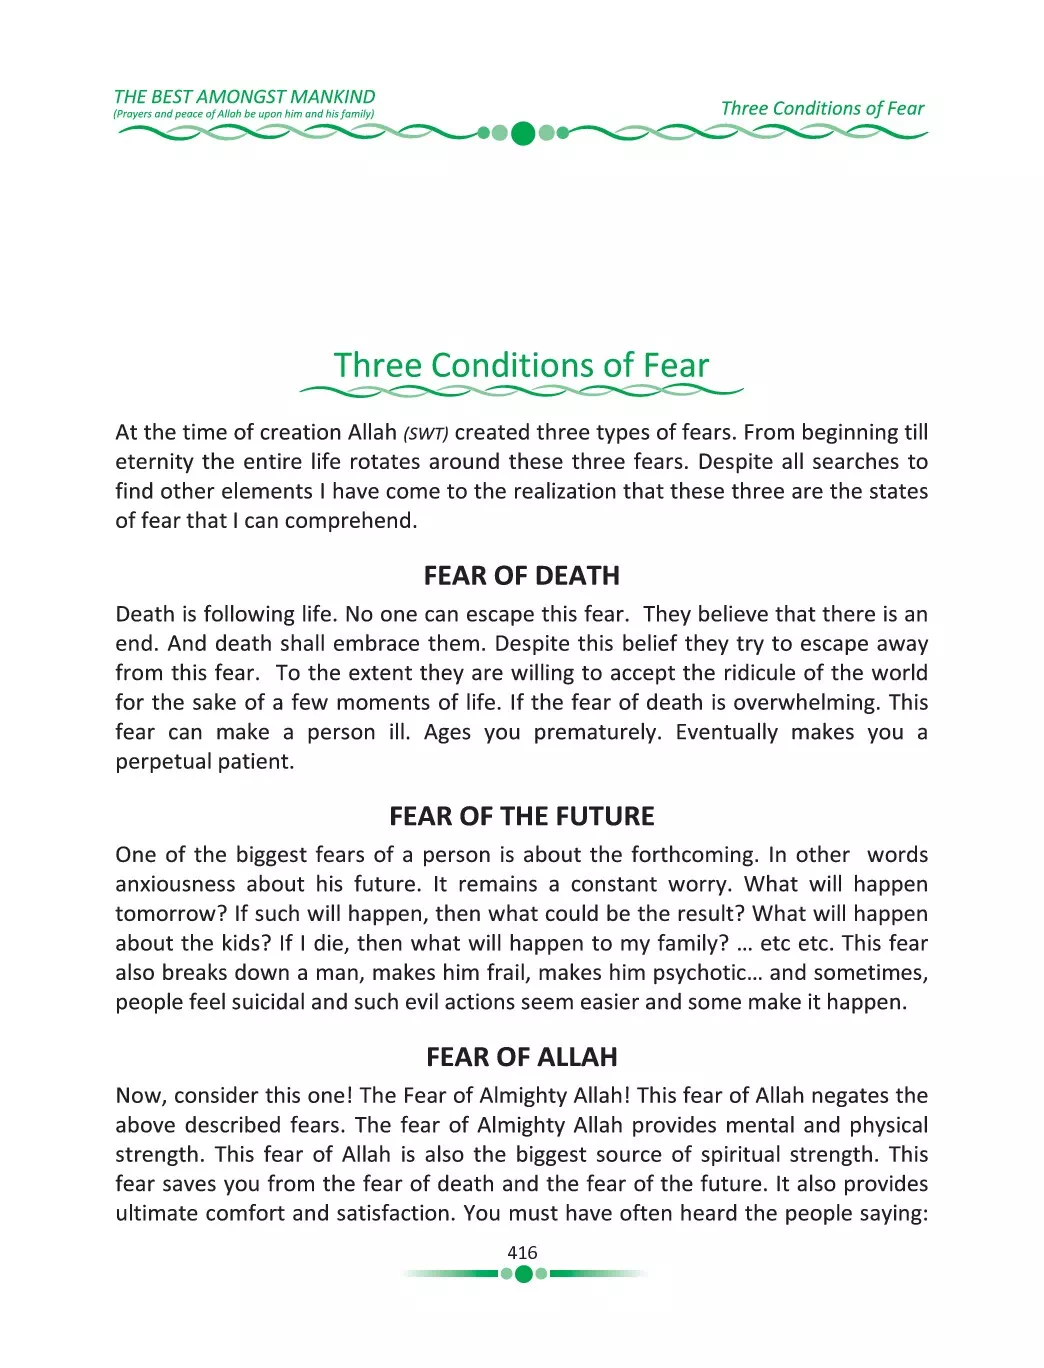 THE BEST AMONGST MANKIND
(Prayers and peace of Allah be upon him and his family)
Three Conditions of Fear
Three Conditions of Fear
At the time of creation Allah (SWT) created three types of fears. From beginning till
eternity the entire life rotates around these three fears. Despite all searches to
find other elements I have come to the realization that these three are the states
of fear that I can comprehend.
FEAR OF DEATH
Death is following life. No one can escape this fear.  They believe that there is an
end. And death shall embrace them. Despite this belief they try to escape away
from this fear.  To the extent they are willing to accept the ridicule of the world
for the sake of a few moments of life. If the fear of death is overwhelming. This
fear can make a person ill. Ages you prematurely. Eventually makes you a
perpetual patient.
FEAR OF THE FUTURE
One of the biggest fears of a person is about the forthcoming. In other  words
anxiousness about his future. It remains a constant worry. What will happen
tomorrow? If such will happen, then what could be the result? What will happen
about the kids? If I die, then what will happen to my family? … etc etc. This fear
also breaks down a man, makes him frail, makes him psychotic… and sometimes,
people feel suicidal and such evil actions seem easier and some make it happen.
FEAR OF ALLAH
Now, consider this one! The Fear of Almighty Allah! This fear of Allah negates the
above described fears. The fear of Almighty Allah provides mental and physical
strength. This fear of Allah is also the biggest source of spiritual strength. This
fear saves you from the fear of death and the fear of the future. It also provides
ultimate comfort and satisfaction. You must have often heard the people saying:
416